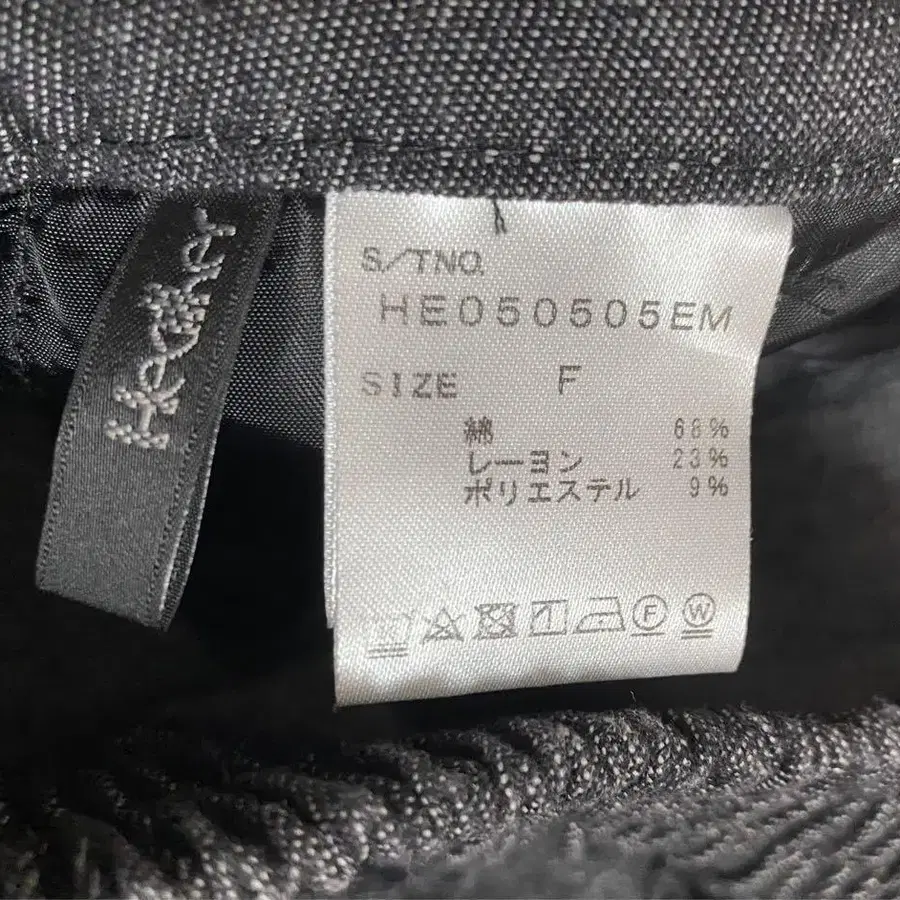 Heather
S/TNO.
HE050505EM
SIZE F
綿 68%
レーヨン 23%
ポリエステル 9%
F W